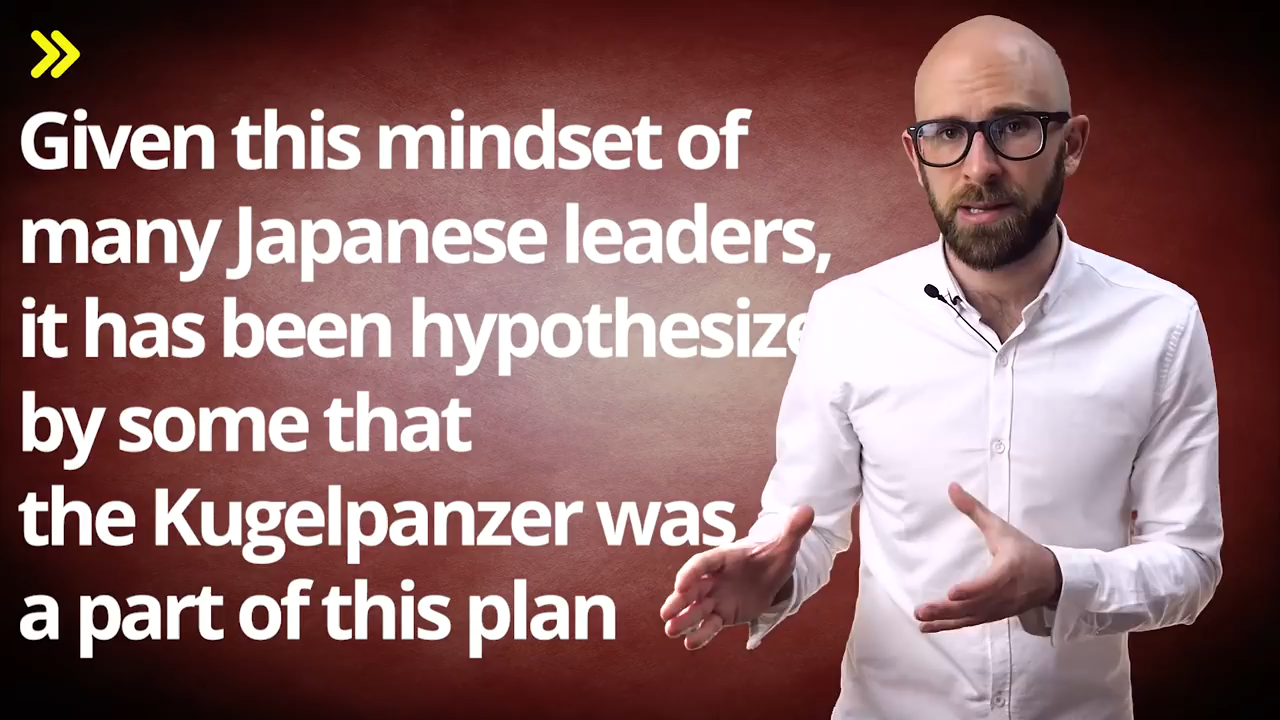 Given this mindset of
many Japanese leaders,
it has been hypothesize
by some that
the Kugelpanzer was
a part of this plan